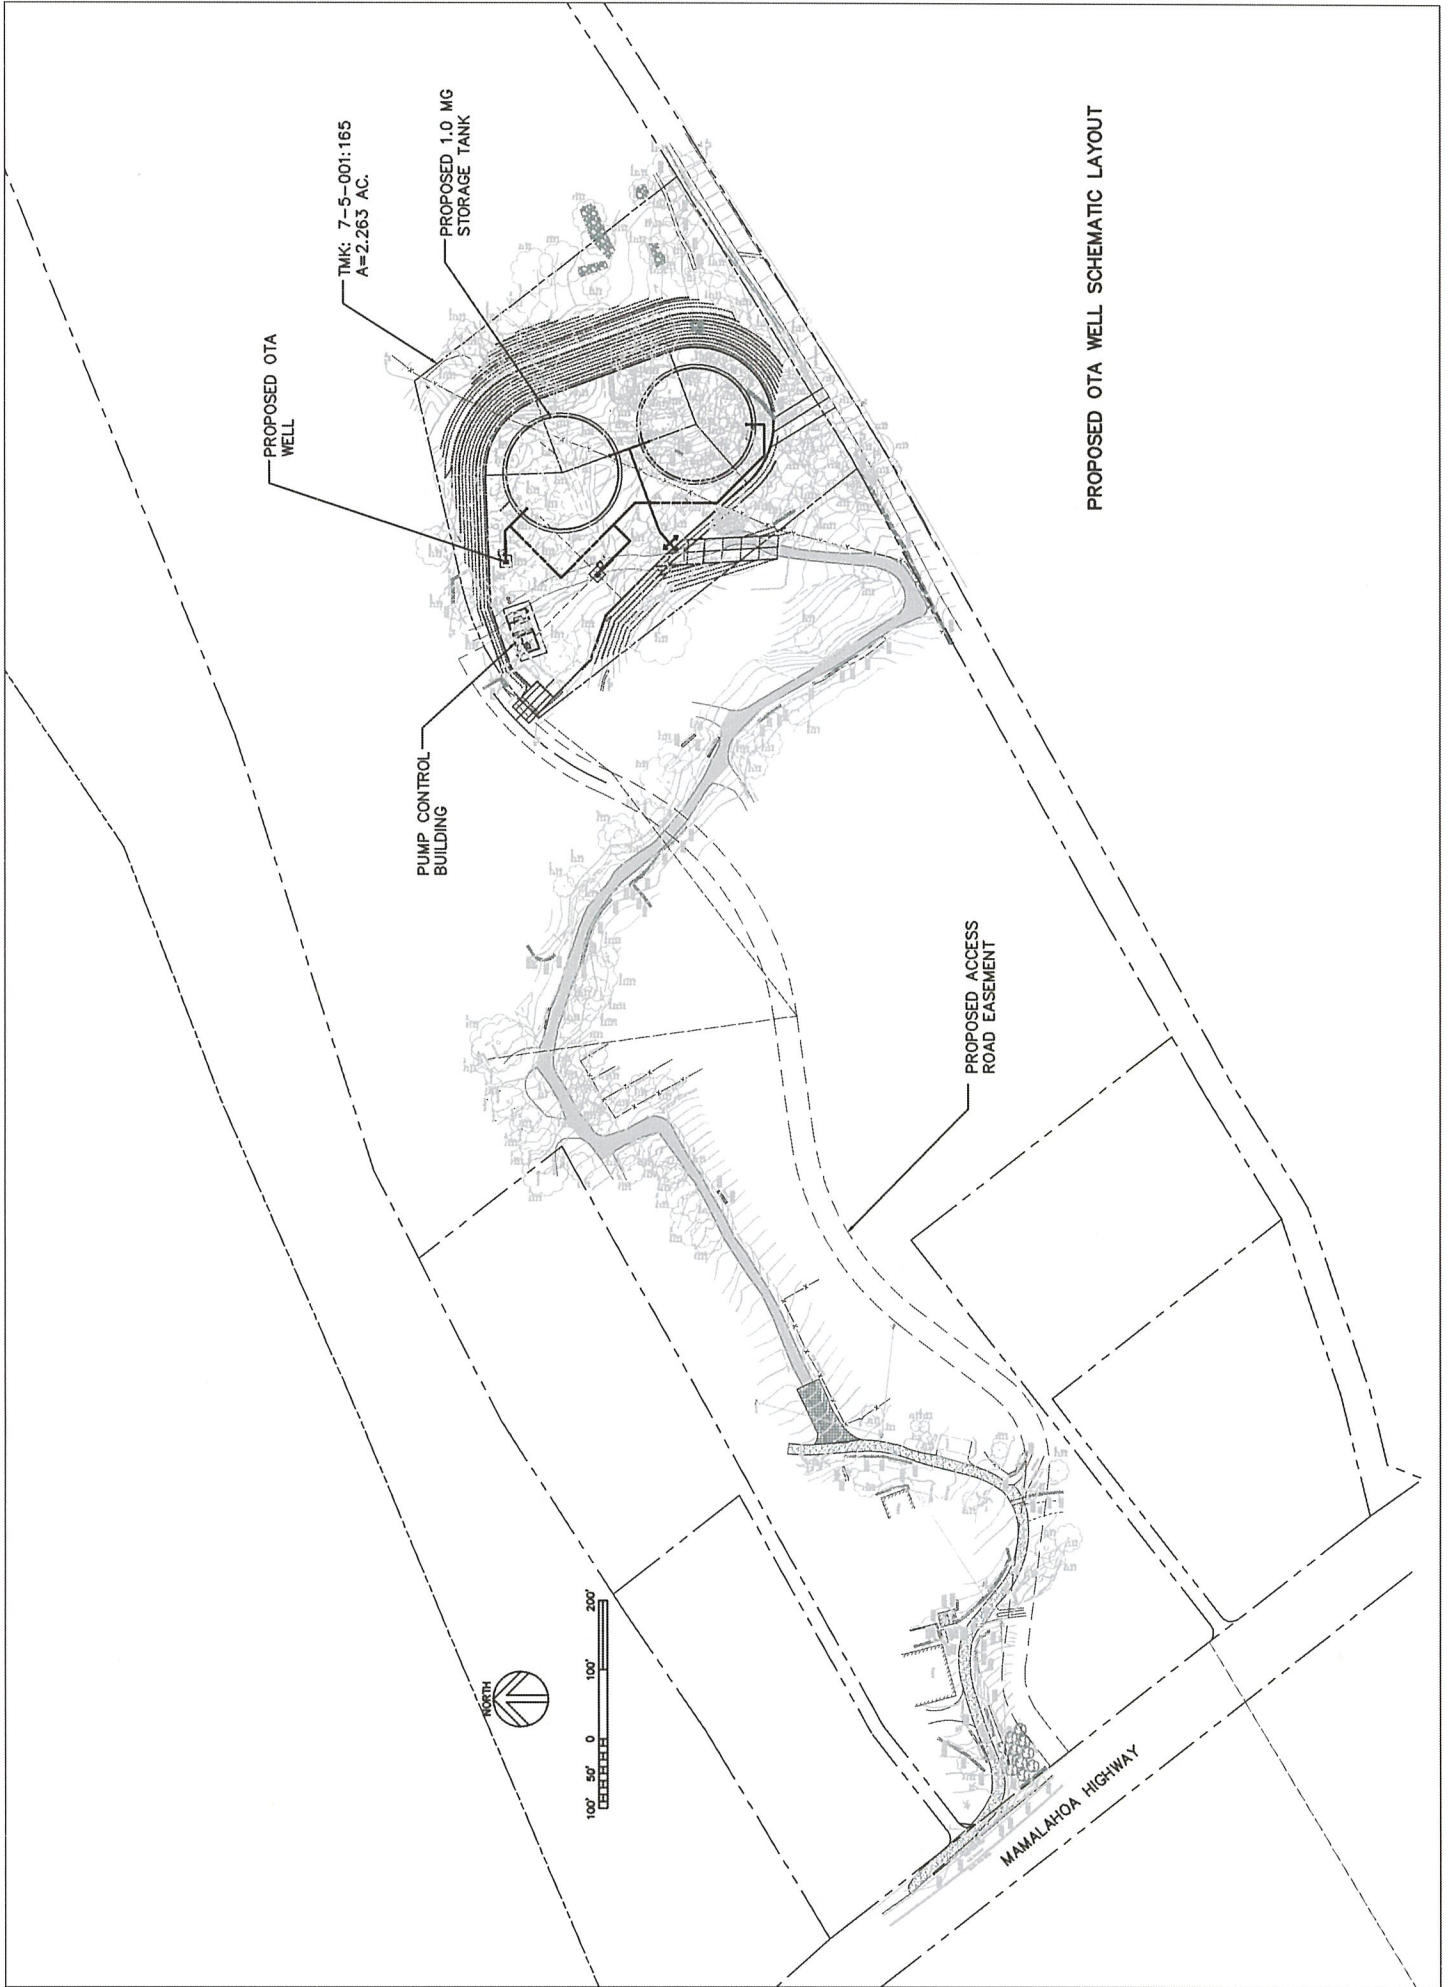 TMK: 7-5-001:165
A=2.263 AC.
PROPOSED 1.0 MG
STORAGE TANK
PROPOSED OTA
WELL
PUMP CONTROL
BUILDING
PROPOSED ACCESS
ROAD EASEMENT
NORTH
100' 50' 0 100' 200'
MAMALAHOA HIGHWAY
PROPOSED OTA WELL SCHEMATIC LAYOUT